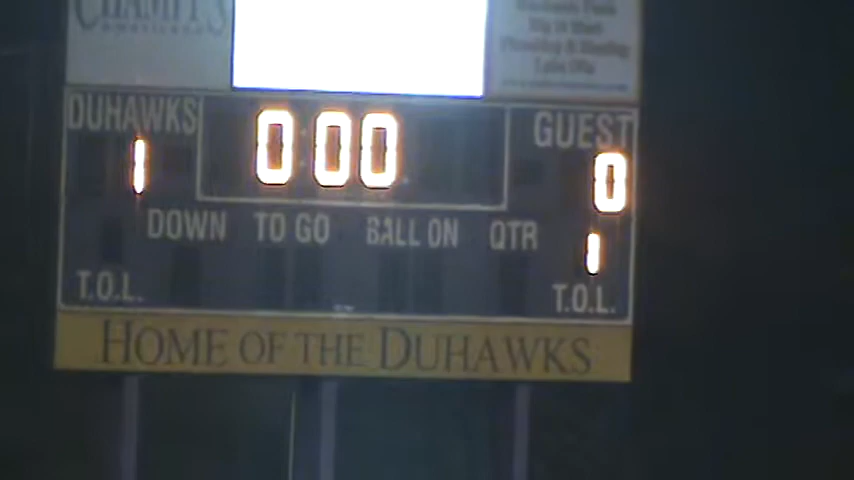 DUHAWKS 0:00 GUEST
1 0
DOWN TO GO BALL ON QTR 1
T.O.L. T.O.L.
HOME OF THE DUHAWKS